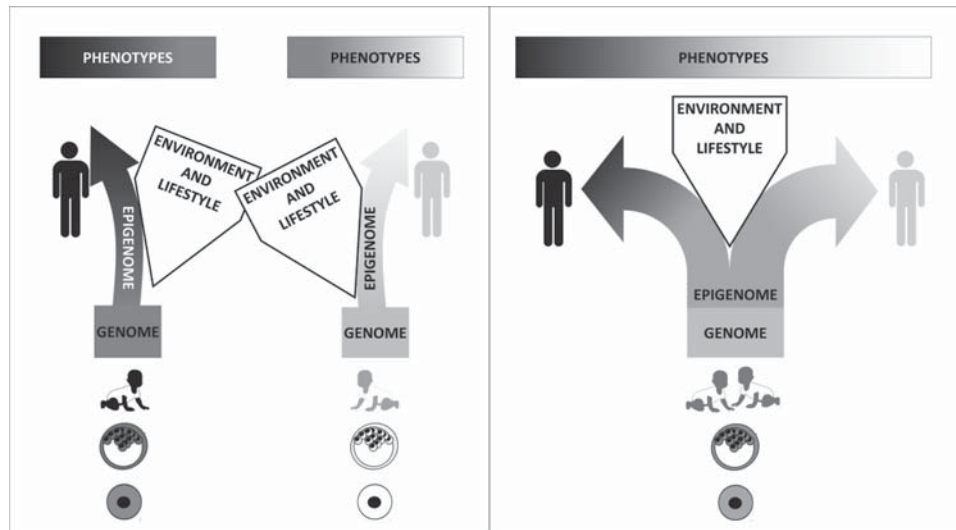 PHENOTYPES
PHENOTYPES
ENVIRONMENT
AND
LIFESTYLE
ENVIRONMENT
AND
LIFESTYLE
EPIGENOME
EPIGENOME
GENOME
GENOME
PHENOTYPES
ENVIRONMENT
AND
LIFESTYLE
EPIGENOME
GENOME